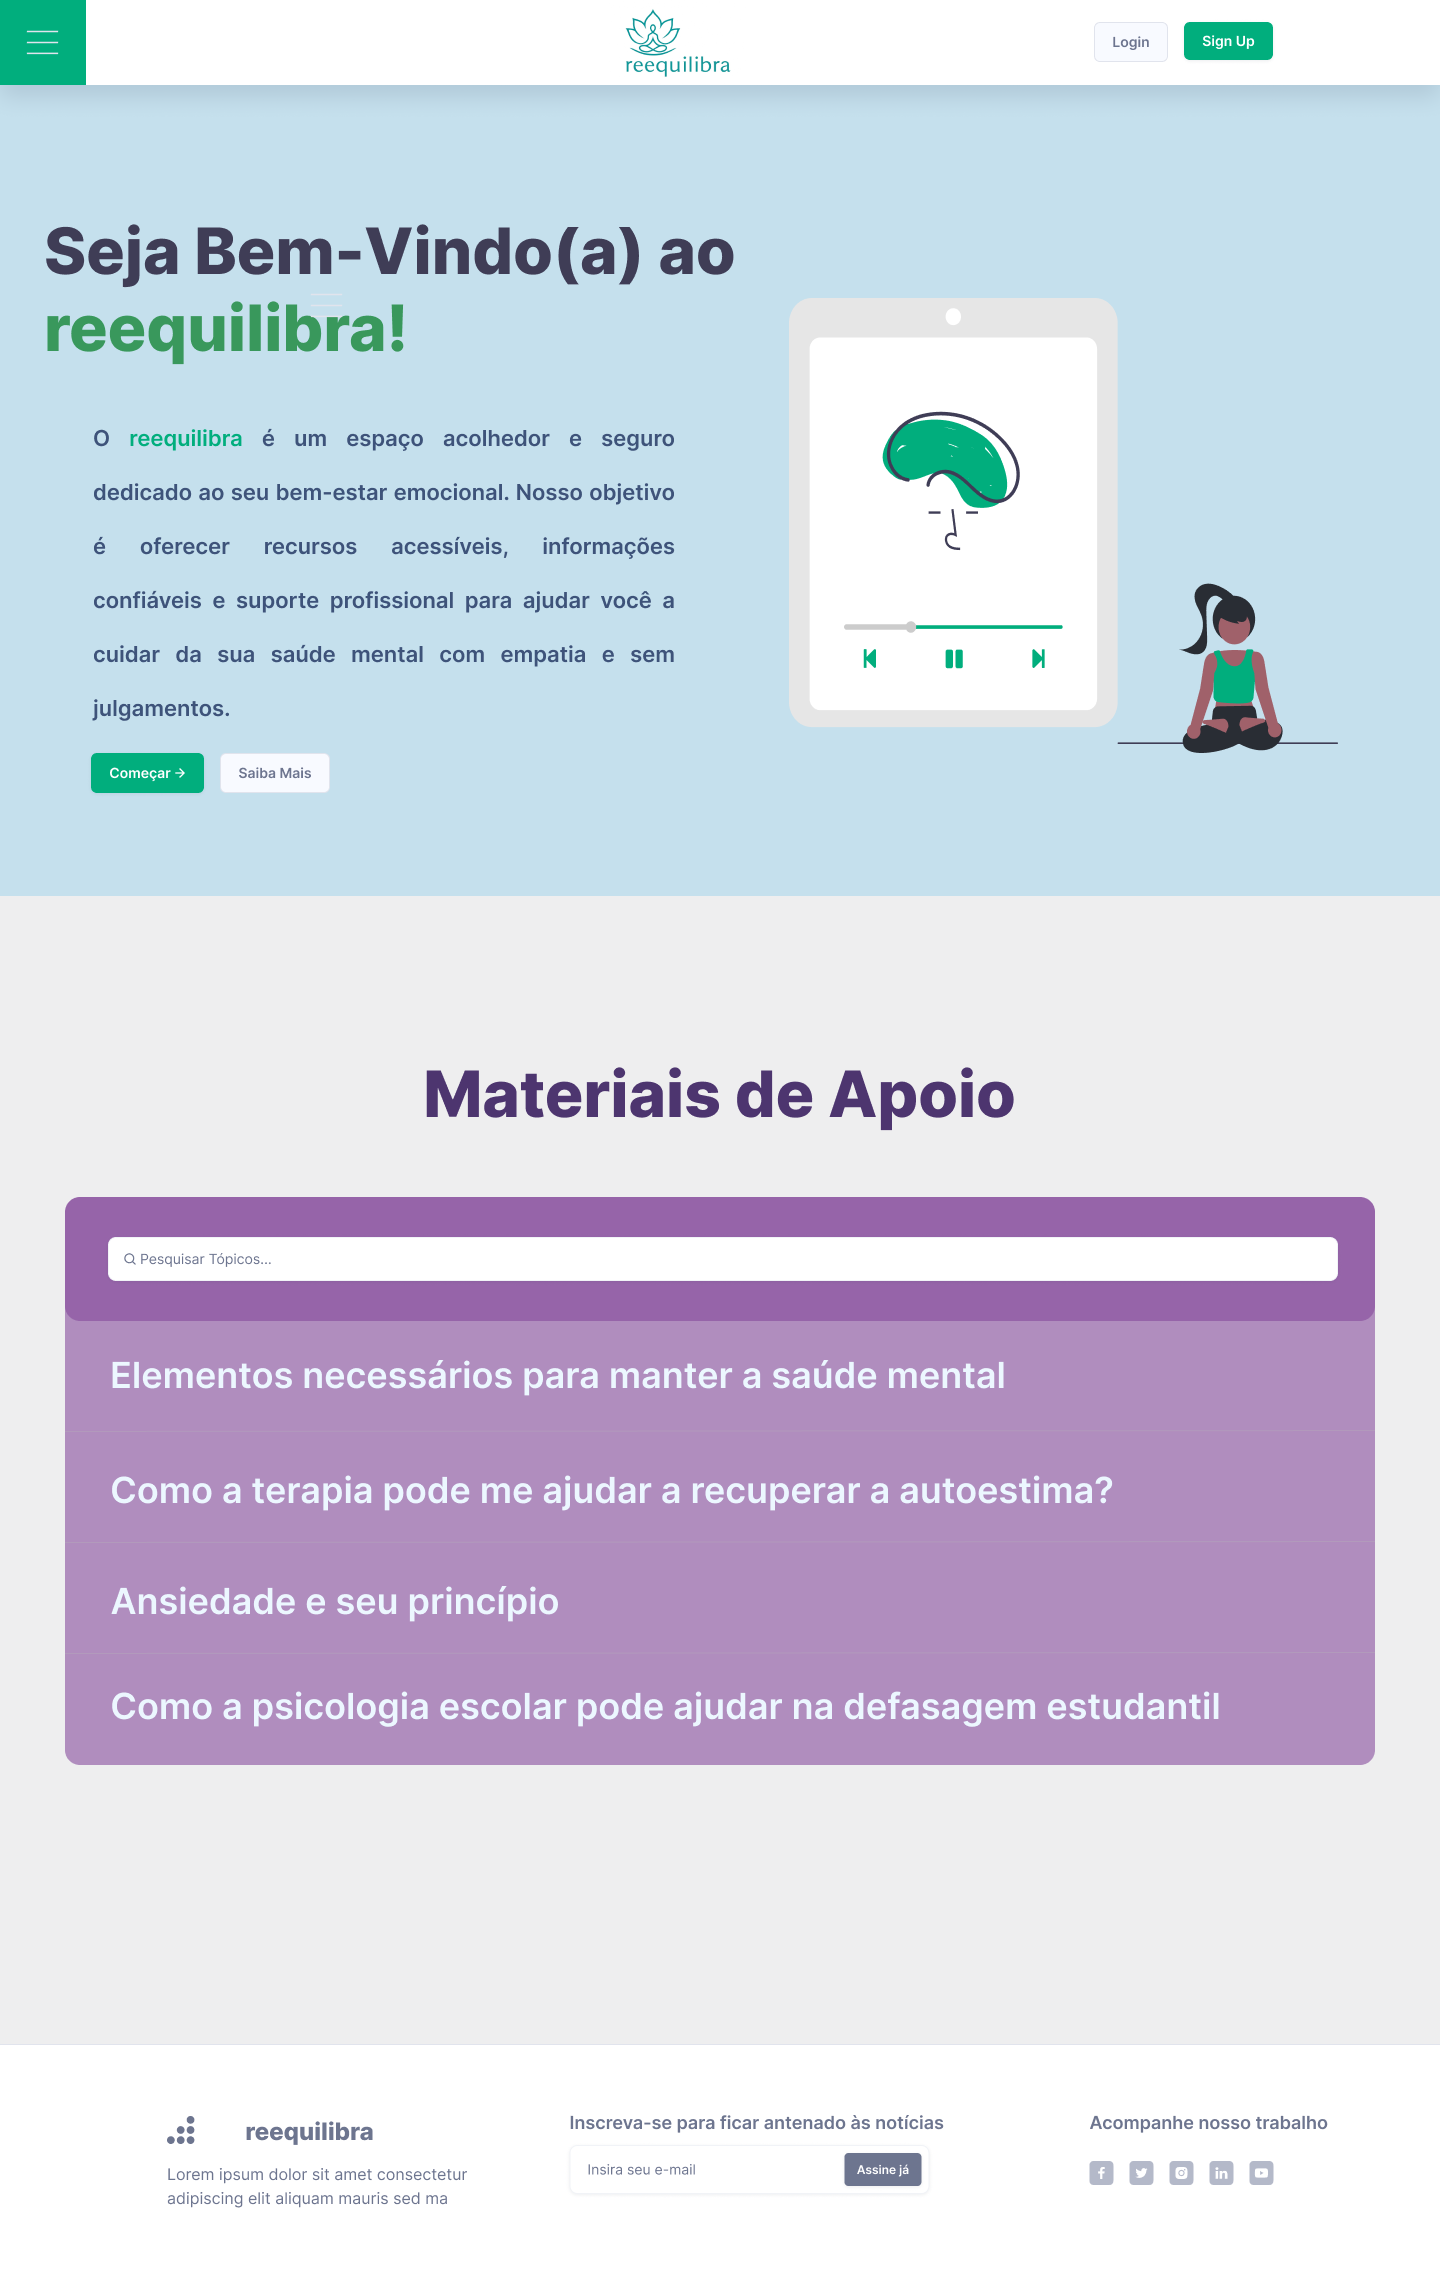 reequilibra
Login
Sign Up
Seja Bem-Vindo(a) ao
reequilibra!
O reequilibra é um espaço acolhedor e seguro
dedicado ao seu bem-estar emocional. Nosso objetivo
é oferecer recursos acessíveis, informações
confiáveis e suporte profissional para ajudar você a
cuidar da sua saúde mental com empatia e sem
julgamentos.
Começar →
Saiba Mais
Materiais de Apoio
Pesquisar Tópicos...
Elementos necessários para manter a saúde mental
Como a terapia pode me ajudar a recuperar a autoestima?
Ansiedade e seu princípio
Como a psicologia escolar pode ajudar na defasagem estudantil
reequilibra
Lorem ipsum dolor sit amet consectetur
adipiscing elit aliquam mauris sed ma
Inscreva-se para ficar antenado às notícias
Insira seu e-mail
Assine já
Acompanhe nosso trabalho